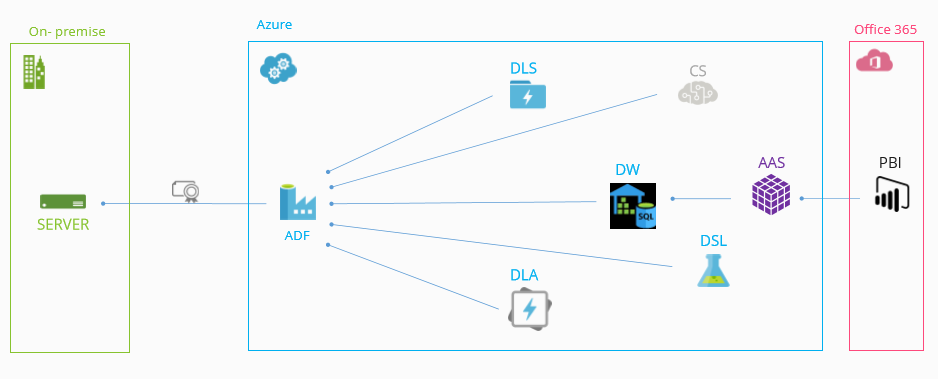 On- premise
Azure
Office 365
DLS
CS
DW
AAS
PBI
SQL
SERVER
ADF
DSL
DLA